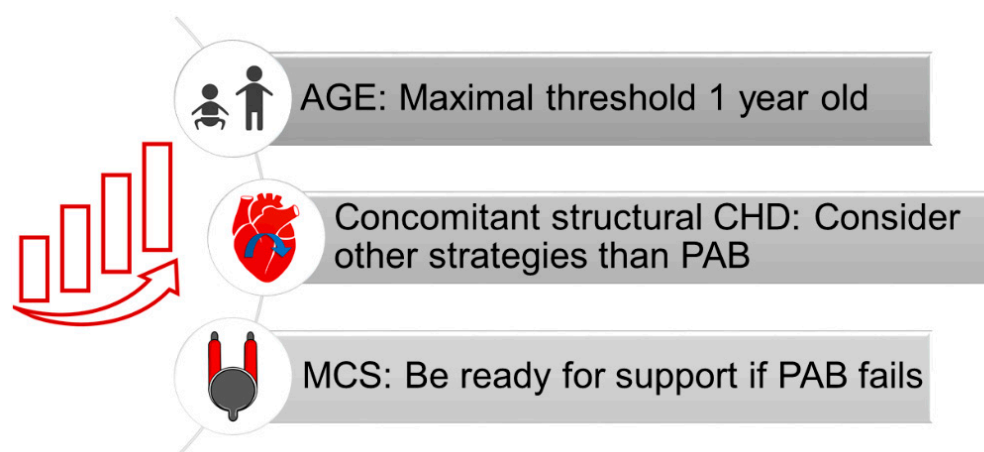 AGE: Maximal threshold 1 year old
Concomitant structural CHD: Consider
other strategies than PAB
MCS: Be ready for support if PAB fails